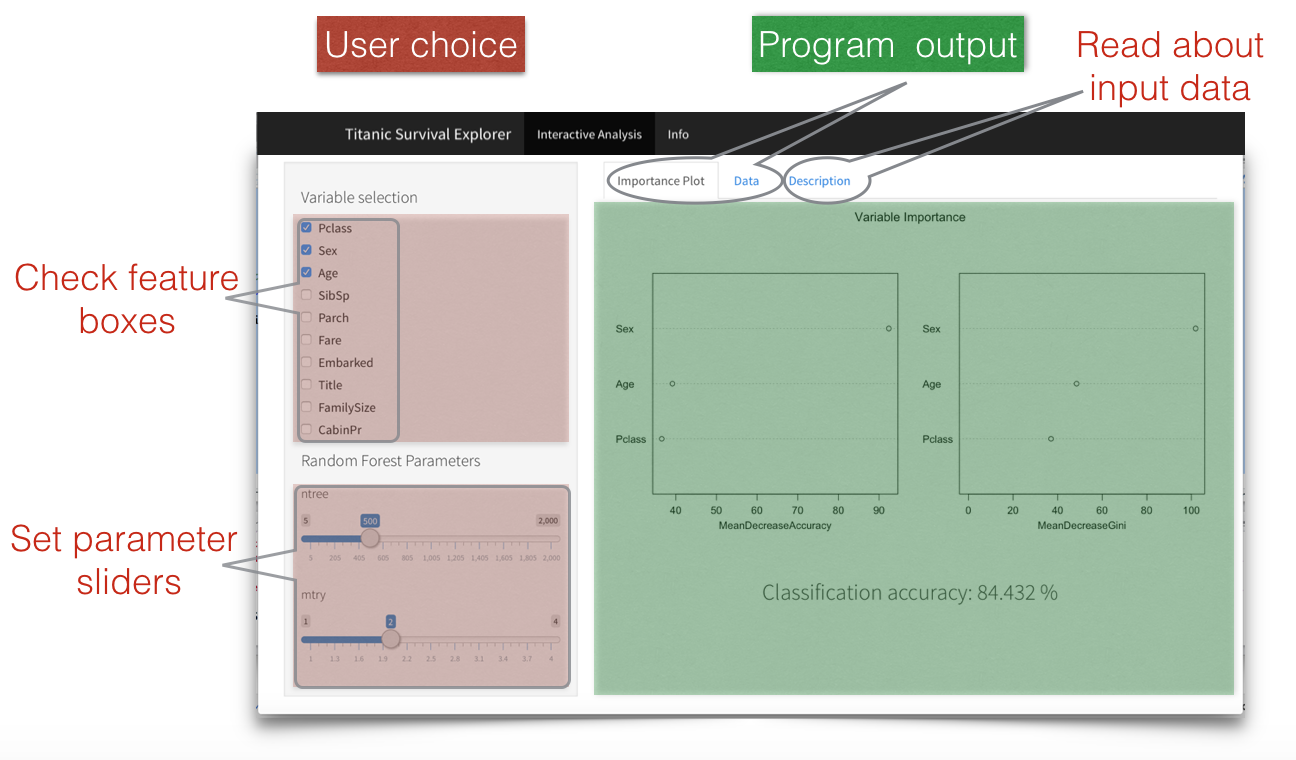 User choice
Program output
Read about
input data
Titanic Survival Explorer
Interactive Analysis
Info
Importance Plot
Data
Description
Variable selection
Pclass
Sex
Age
SibSp
Parch
Fare
Embarked
Title
FamilySize
CabinPr
Check feature
boxes
Random Forest Parameters
ntree
5 500 2,000
5 205 405 605 805 1,005 1,205 1,405 1,605 1,805 2,000
mtry
1 2 4
1 1.3 1.6 1.9 2.2 2.5 2.8 3.1 3.4 3.7 4
Set parameter
sliders
Variable Importance
Sex
Age
Pclass
40 50 60 70 80 90
MeanDecreaseAccuracy
Sex
Age
Pclass
0 20 40 60 80 100
MeanDecreaseGini
Classification accuracy: 84.432 %